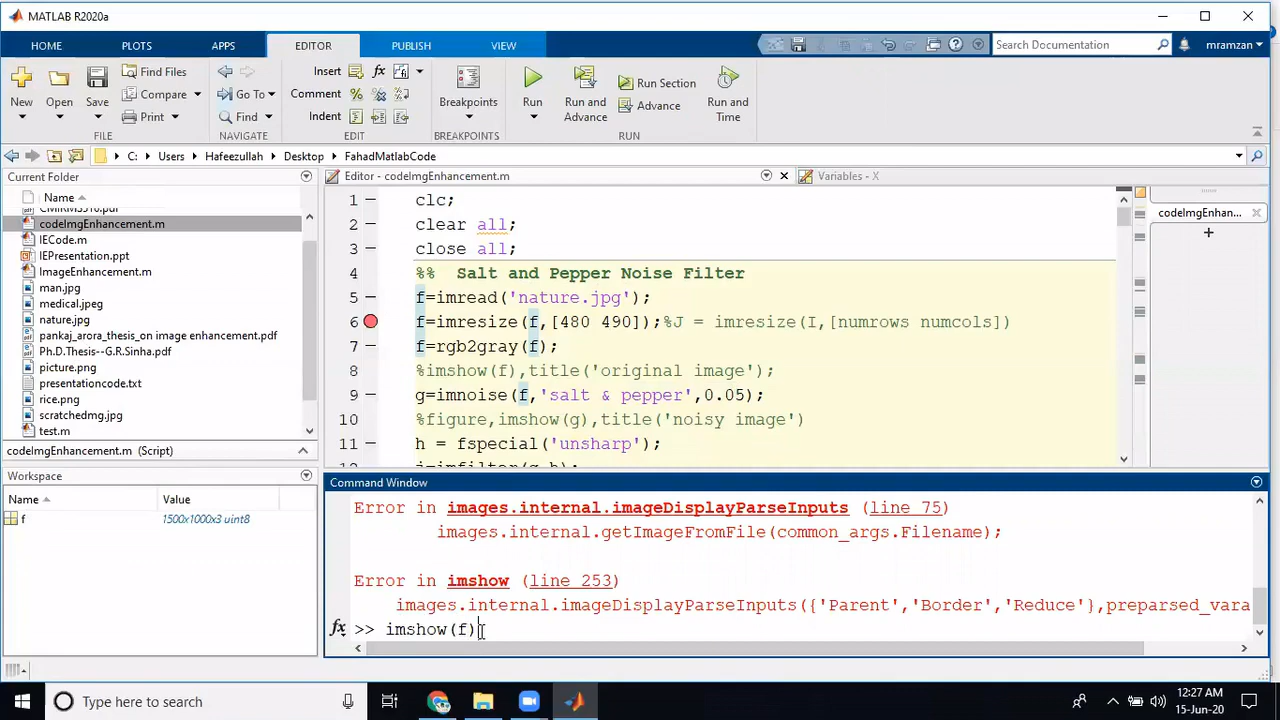 MATLAB R2020a
HOME PLOTS APPS EDITOR PUBLISH VIEW Search Documentation mramzan
New Open Save Find Files Compare Print Go To Find Insert fx Comment Indent Breakpoints Run Run and Advance Run Section Advance Run and Time
FILE NAVIGATE EDIT BREAKPOINTS RUN
C: Users Hafeezullah Desktop FahadMatlabCode
Current Folder
Name
codeImgEnhancement.m
IECode.m
IEPresentation.ppt
ImageEnhancement.m
man.jpg
medical.jpeg
nature.jpg
pankaj_arora_thesis_on image enhancement.pdf
Ph.D.Thesis--G.R.Sinha.pdf
picture.png
presentationcode.txt
rice.png
scratchedmg.jpg
test.m
codeImgEnhancement.m (Script)
Workspace
Name Value
f 1500x1000x3 uint8
Editor - codeImgEnhancement.m Variables - X
1 clc;
2 clear all;
3 close all;
4 %% Salt and Pepper Noise Filter
5 f=imread('nature.jpg');
6 f=imresize(f,[480 490]);%J = imresize(I,[numrows numcols])
7 f=rgb2gray(f);
8 %imshow(f),title('original image');
9 g=imnoise(f,'salt & pepper',0.05);
10 %figure,imshow(g),title('noisy image')
11 h = fspecial('unsharp');
codeImgEnhan...
+
Command Window
Error in images.internal.imageDisplayParseInputs (line 75)
images.internal.getImageFromFile(common_args.Filename);
Error in imshow (line 253)
images.internal.imageDisplayParseInputs({'Parent','Border','Reduce'},preparsed_vara
fx >> imshow(f)
Type here to search
12:27 AM
15-Jun-20